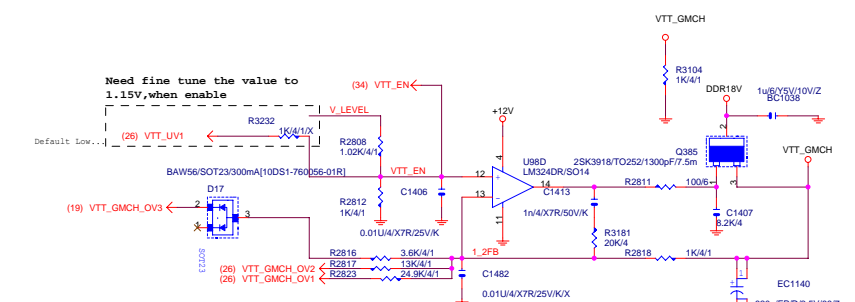 VTT_GMCH
R3104
1K/4/1
DDR18V
1u/6/Y5V/10V/Z
BC1038
Need fine tune the value to
1.15V,when enable
(34) VTT_EN
V_LEVEL
R3232
1K/4/1/X
Default Low..
(26) VTT_UV1
R2808
1.02K/4/1
+12V
2
Q385
VTT_GMCH
4
U98D
LM324DR/SO14
2SK3918/TO252/1300pF/7.5m
BAW56/SOT23/300mA[10DS1-760056-01R]
VTT_EN
12
+
13
-
14
11
C1413
R2811
100/6
1
3
D17
R2812
1K/4/1
C1406
0.01U/4/X7R/25V/K
1n/4/X7R/50V/K
C1407
8.2K/4
(19) VTT_GMCH_OV3
2
1
3
SOT23
R3181
20K/4
R2816
3.6K/4/1
1_2FB
R2818
1K/4/1
(26) VTT_GMCH_OV2
R2817
13K/4/1
(26) VTT_GMCH_OV1
R2823
24.9K/4/1
C1482
0.01U/4/X7R/25V/K/X
1
+
EC1140